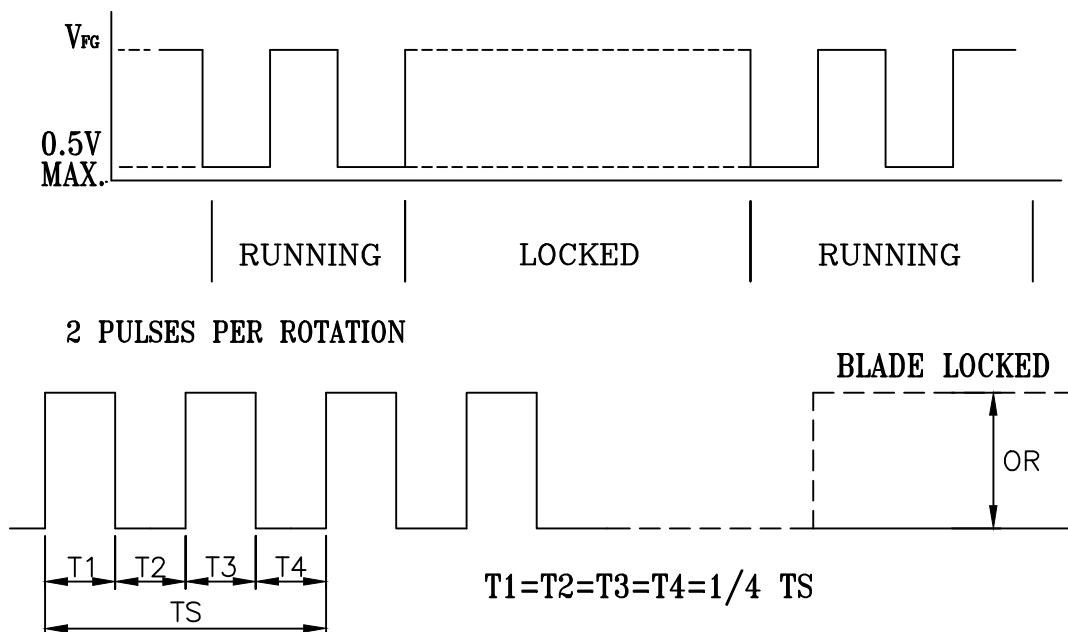 VFG
0.5V
MAX.
RUNNING LOCKED RUNNING
2 PULSES PER ROTATION
BLADE LOCKED
OR
T1 T2 T3 T4
TS
T1=T2=T3=T4=1/4 TS